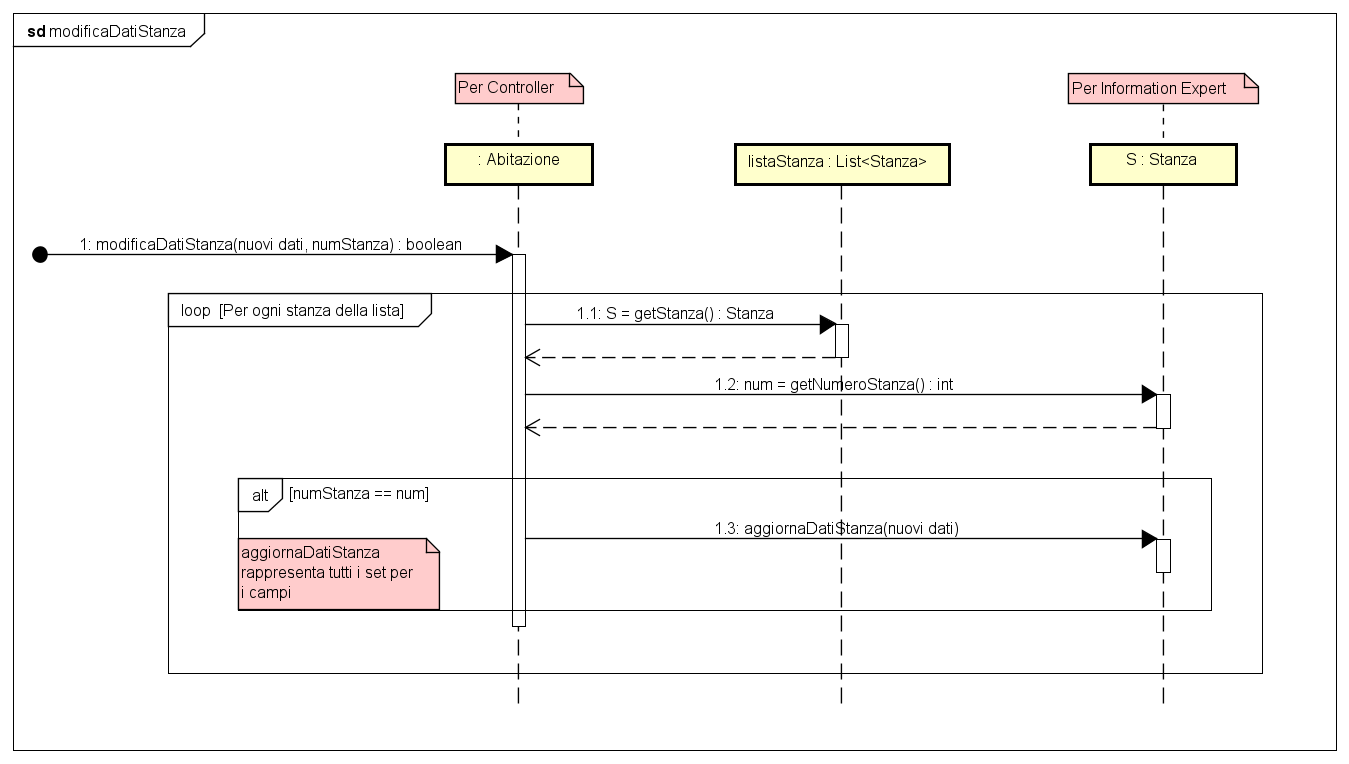 sd modificaDatiStanza
Per Controller
Per Information Expert
: Abitazione
listaStanza : List<Stanza>
S : Stanza
1: modificaDatiStanza(nuovi dati, numStanza) : boolean
loop [Per ogni stanza della lista]
1.1: S = getStanza() : Stanza
1.2: num = getNumeroStanza() : int
alt [numStanza == num]
1.3: aggiornaDatiStanza(nuovi dati)
aggiornaDatiStanza
rappresenta tutti i set per
i campi